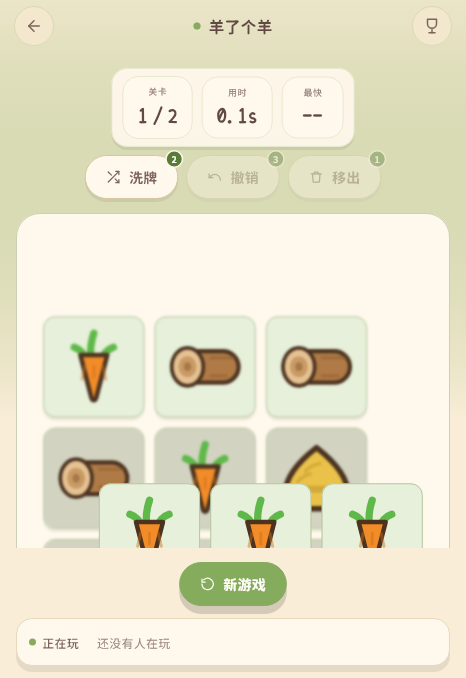 羊了个羊
关卡 用时 最快
1/2 0.1s --
洗牌 2 撤销 3 移出 1
新游戏
正在玩 还没有人在玩